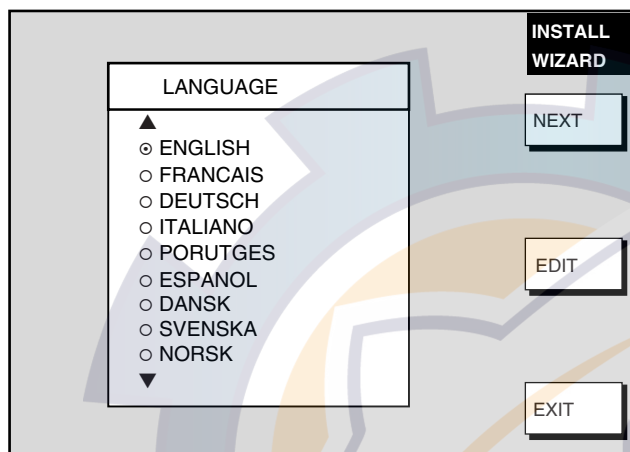 INSTALL
WIZARD
LANGUAGE
▲
⊙ ENGLISH
○ FRANCAIS
○ DEUTSCH
○ ITALIANO
○ PORUTGES
○ ESPANOL
○ DANSK
○ SVENSKA
○ NORSK
▼
NEXT
EDIT
EXIT